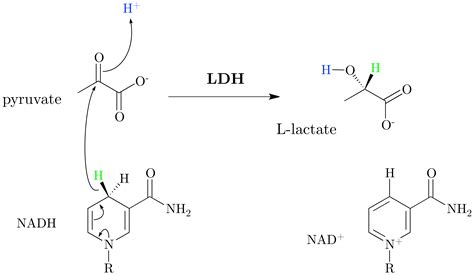 H⁺
O
O⁻
O
pyruvate
LDH
H
O
H
O
O⁻
L-lactate
H
H
O
NH₂
N
R
NADH
H
O
NH₂
N⁺
R
NAD⁺